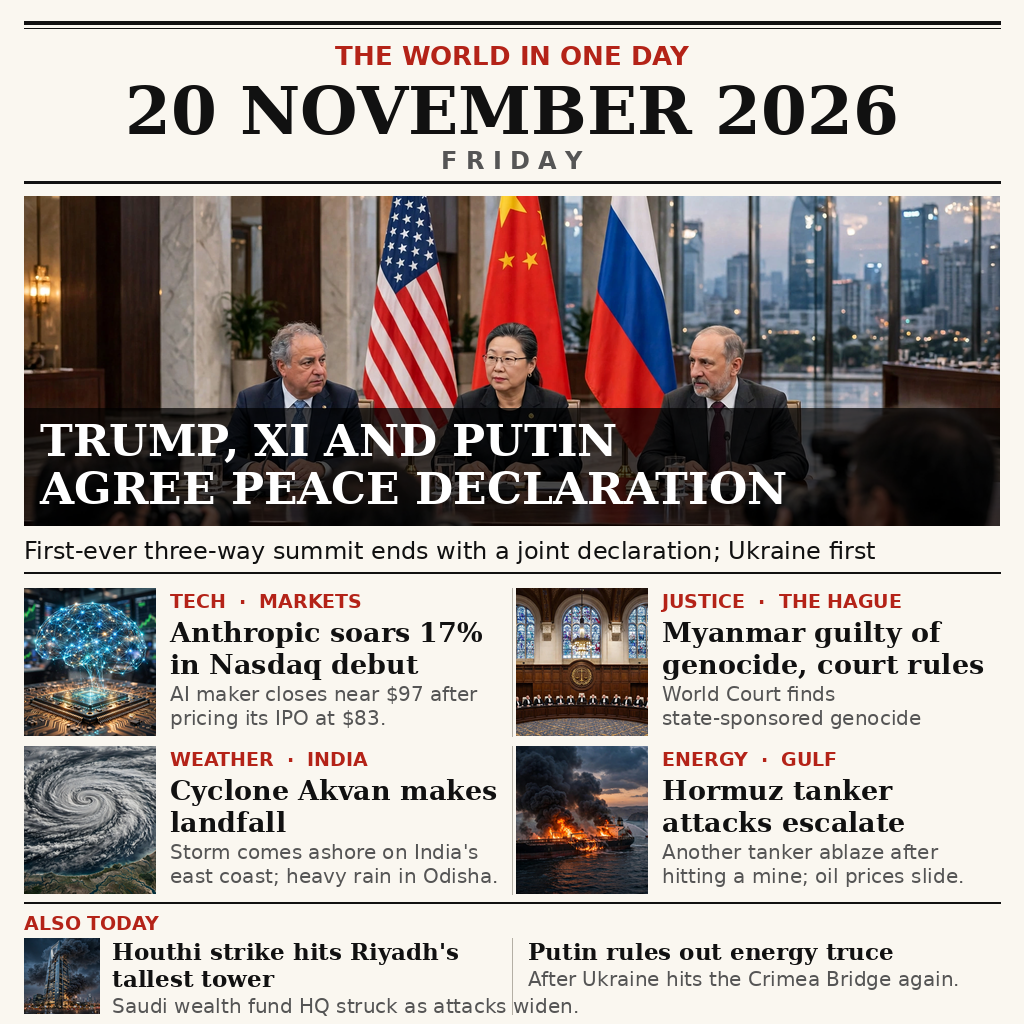 THE WORLD IN ONE DAY
20 NOVEMBER 2026
FRIDAY
TRUMP, XI AND PUTIN
AGREE PEACE DECLARATION
First-ever three-way summit ends with a joint declaration; Ukraine first
TECH · MARKETS
Anthropic soars 17%
in Nasdaq debut
AI maker closes near $97 after
pricing its IPO at $83.
JUSTICE · THE HAGUE
Myanmar guilty of
genocide, court rules
World Court finds
state-sponsored genocide
WEATHER · INDIA
Cyclone Akvan makes
landfall
Storm comes ashore on India's
east coast; heavy rain in Odisha.
ENERGY · GULF
Hormuz tanker
attacks escalate
Another tanker ablaze after
hitting a mine; oil prices slide.
ALSO TODAY
Houthi strike hits Riyadh's
tallest tower
Saudi wealth fund HQ struck as attacks widen.
Putin rules out energy truce
After Ukraine hits the Crimea Bridge again.